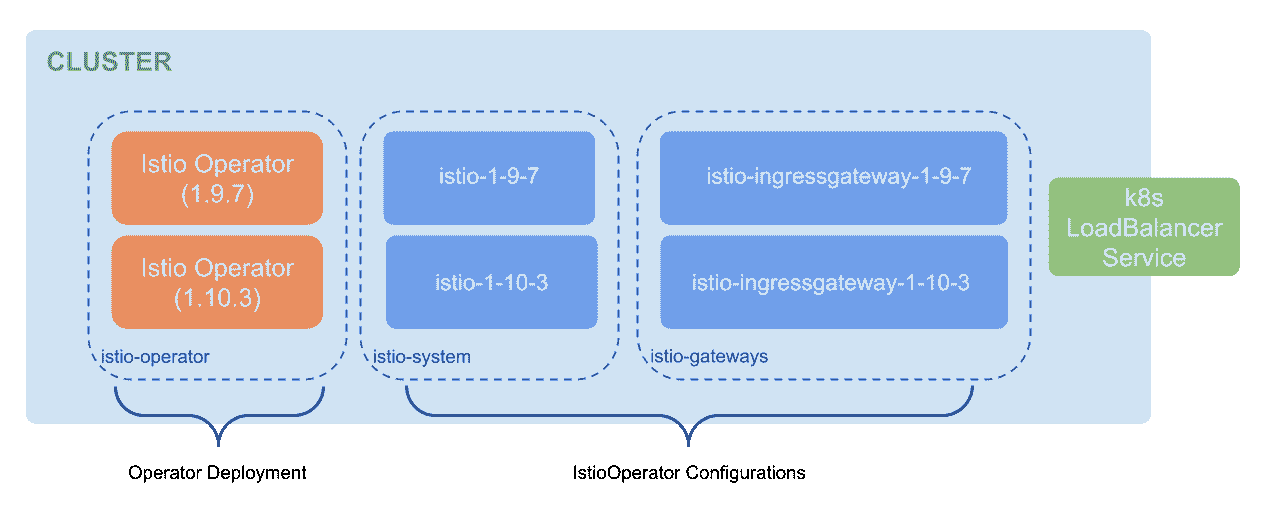 CLUSTER
Istio Operator
(1.9.7)
istio-1-9-7
istio-ingressgateway-1-9-7
k8s
LoadBalancer
Service
Istio Operator
(1.10.3)
istio-1-10-3
istio-ingressgateway-1-10-3
istio-operator
istio-system
istio-gateways
Operator Deployment
IstioOperator Configurations